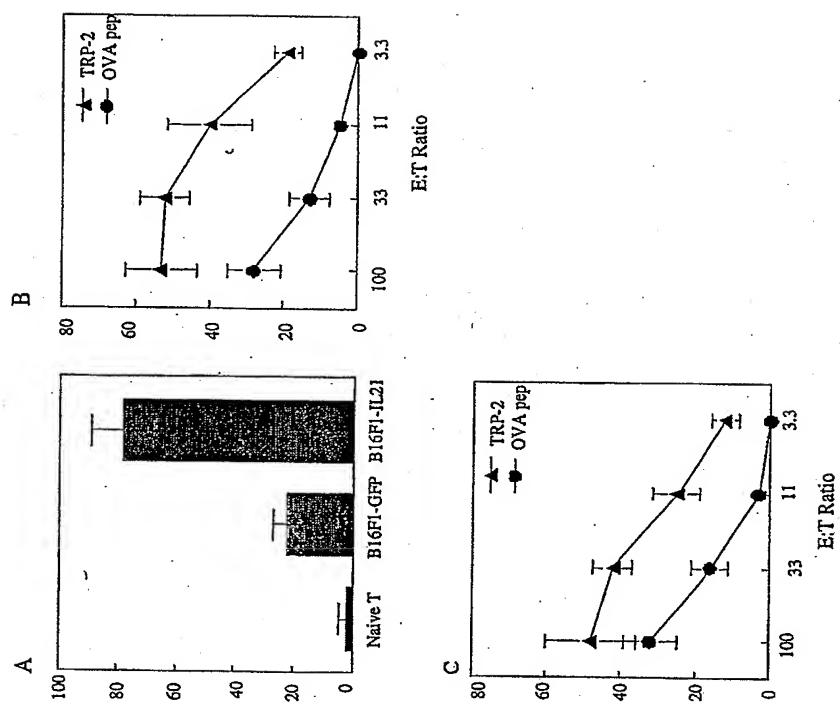 A
100
80
60
40
20
0
Naive T
B16F1-GFP
B16F1-IL21
B
80
60
40
20
0
TRP-2
OVA pep
100
33
11
3.3
E:T Ratio
C
80
60
40
20
0
TRP-2
OVA pep
100
33
11
3.3
E:T Ratio